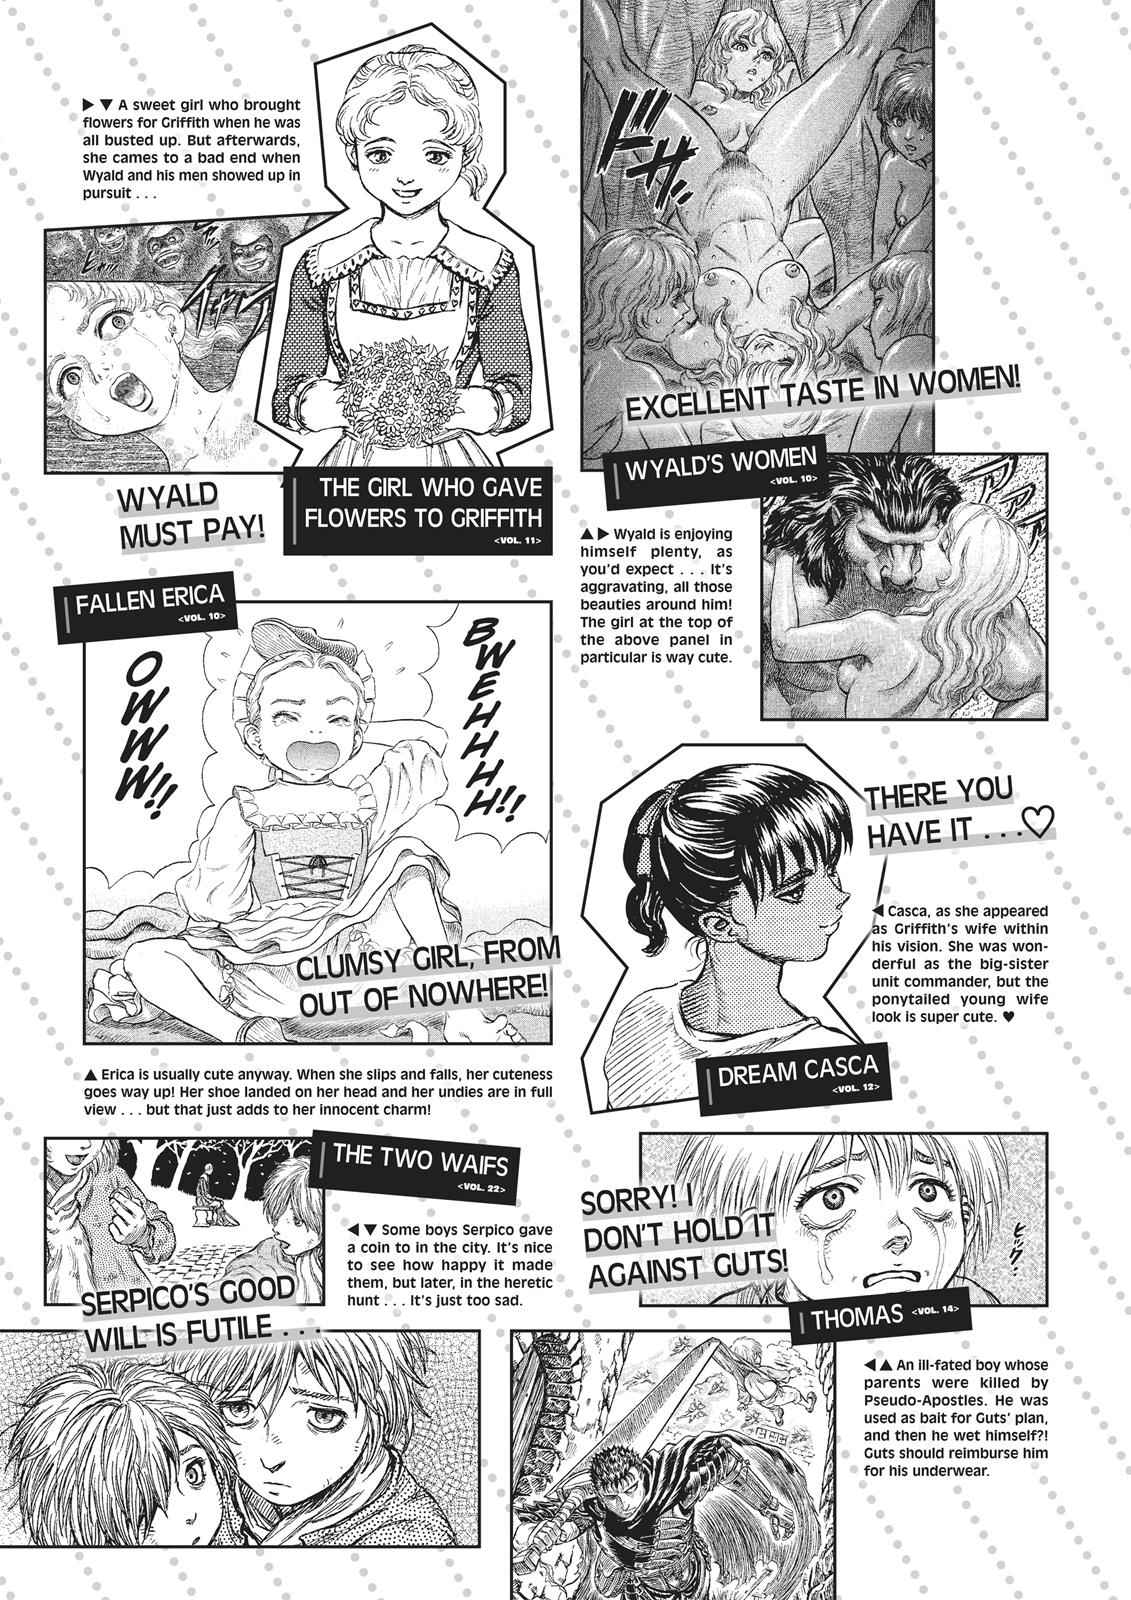 ▶ ▼ A sweet girl who brought
flowers for Griffith when he was
all busted up. But afterwards,
she cames to a bad end when
Wyald and his men showed up in
pursuit . . .
WYALD
MUST PAY!
THE GIRL WHO GAVE
FLOWERS TO GRIFFITH
<VOL. 11>
ドサッ
EXCELLENT TASTE IN WOMEN!
WYALD'S WOMEN
<VOL. 10>
▲ ▶ Wyald is enjoying
himself plenty, as
you'd expect . . . It's
aggravating, all those
beauties around him!
The girl at the top of
the above panel in
particular is way cute.
FALLEN ERICA
<VOL. 10>
OWWW!!
BWEHHHH!!
CLUMSY GIRL, FROM
OUT OF NOWHERE!
▲ Erica is usually cute anyway. When she slips and falls, her cuteness
goes way up! Her shoe landed on her head and her undies are in full
view . . . but that just adds to her innocent charm!
THERE YOU
HAVE IT . . .♡
◀ Casca, as she appeared
as Griffith's wife within
his vision. She was won-
derful as the big-sister
unit commander, but the
ponytailed young wife
look is super cute. ♥
DREAM CASCA
<VOL. 12>
THE TWO WAIFS
<VOL. 22>
◀ ▼ Some boys Serpico gave
a coin to in the city. It's nice
to see how happy it made
them, but later, in the heretic
hunt . . . It's just too sad.
SERPICO'S GOOD
WILL IS FUTILE . . .
SORRY! I
DON'T HOLD IT
AGAINST GUTS!
ヒック…
THOMAS <VOL. 14>
◀ ▲ An ill-fated boy whose
parents were killed by
Pseudo-Apostles. He was
used as bait for Guts' plan,
and then he wet himself?!
Guts should reimburse him
for his underwear.